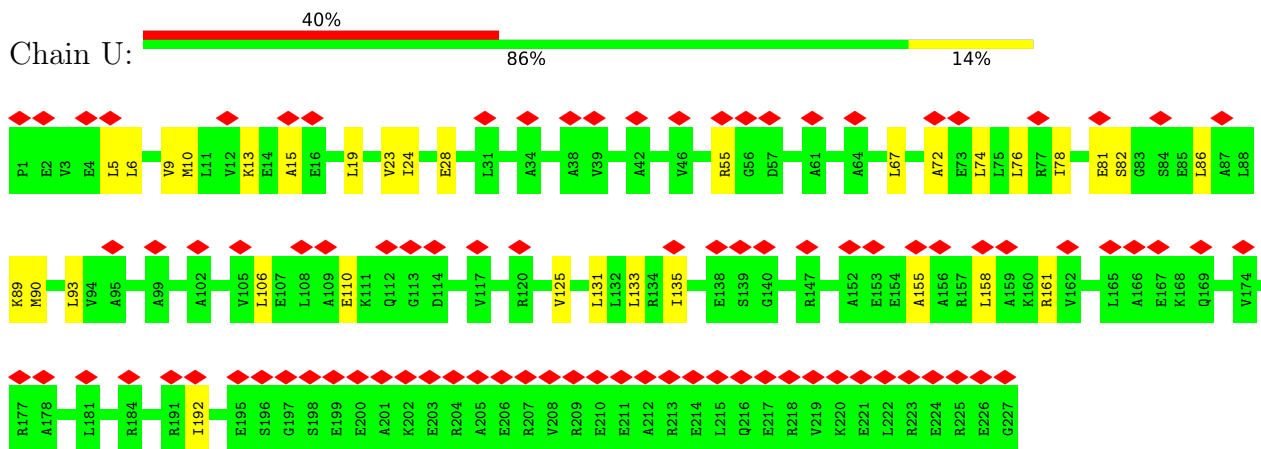 40%
Chain U:
86% 14%
P1 E2 V3 E4 L5 L6 V9 M10 L11 V12 K13 E14 A15 E16 L19 V23 I24 E28 L31 A34 A38 V39 A42 V46 R55 G56 D57 A61 A64 L67 A72 E73 L74 L75 L76 R77 I78 E81 S82 G83 S84 E85 L86 A87 L88
K89 M90 L93 V94 A95 A99 A102 V105 L106 E107 L108 A109 E110 K111 Q112 G113 D114 V117 R120 V125 L131 L132 L133 R134 I135 E138 S139 G140 R147 A152 E153 E154 A155 A156 R157 L158 A159 K160 R161 V162 L165 A166 E167 K168 Q169 V174
R177 A178 L181 R184 R191 I192 E195 S196 G197 S198 E199 E200 A201 K202 E203 R204 A205 E206 R207 V208 R209 E210 E211 A212 R213 E214 L215 Q216 E217 R218 V219 K220 E221 L222 R223 E224 R225 E226 G227